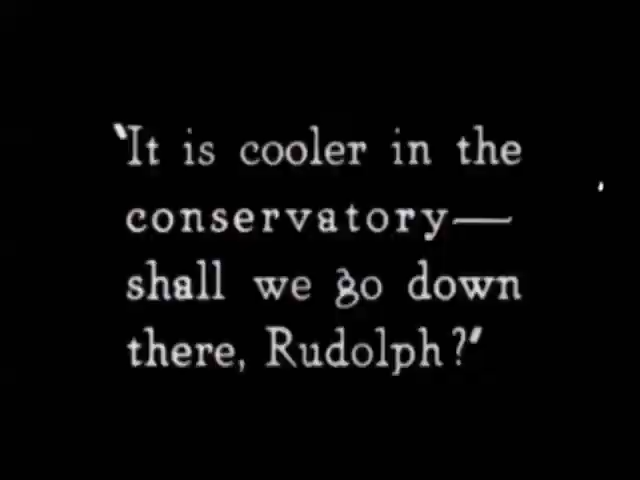 "It is cooler in the
conservatory—
shall we go down
there, Rudolph?"